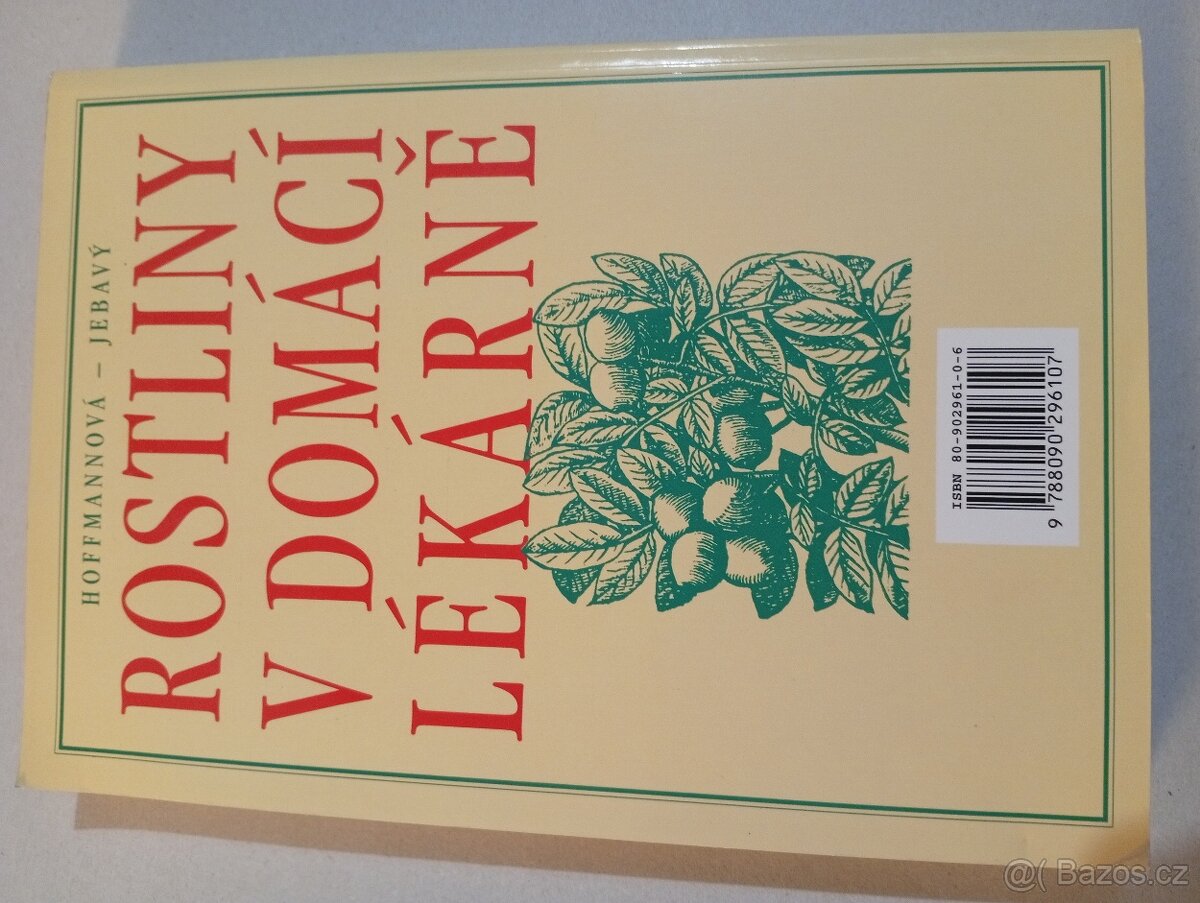 HOFFMANNOVÁ – JEBAVÝ
ROSTLINY
V DOMÁCÍ
LÉKÁRNĚ
ISBN 80-902961-0-6
9 788090 296107
@( Bazos.cz